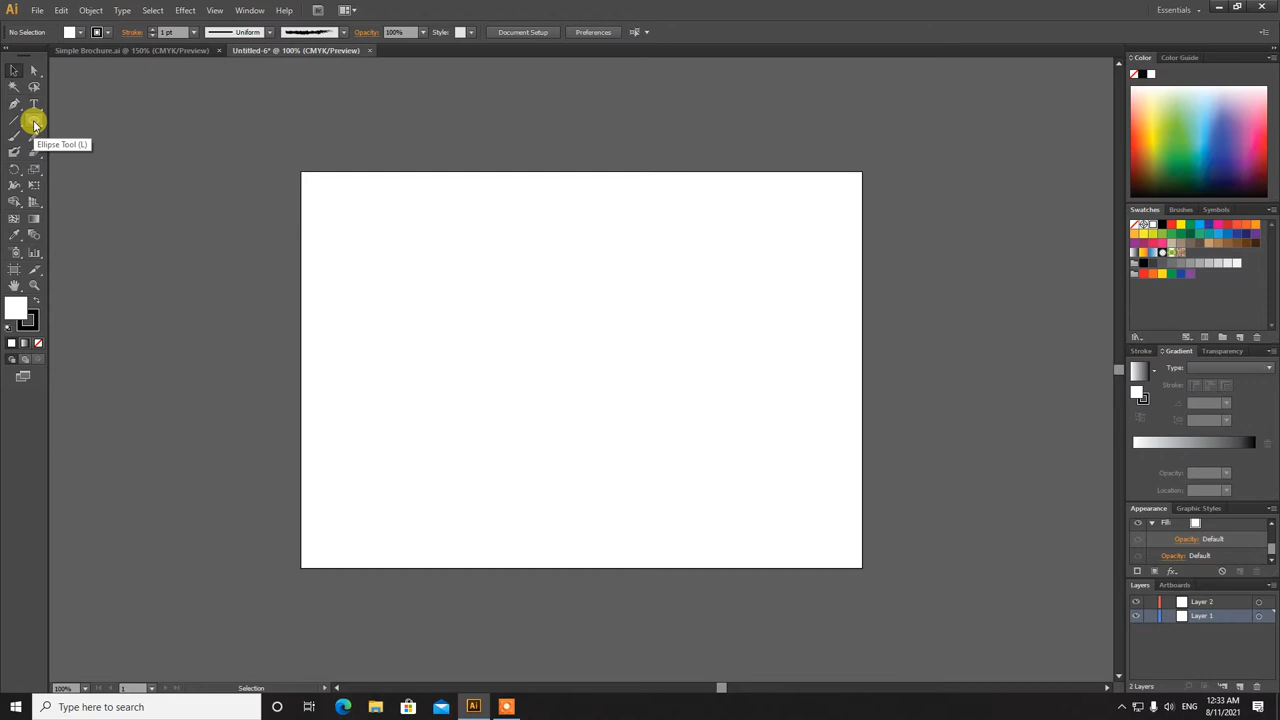 Ai File Edit Object Type Select Effect View Window Help Br Essentials
No Selection Stroke: 1 pt Uniform Opacity: 100% Style: Document Setup Preferences
Simple Brochure.ai @ 150% (CMYK/Preview) × Untitled-6* @ 100% (CMYK/Preview) ×
Ellipse Tool (L)
Color Color Guide
Swatches Brushes Symbols
Stroke Gradient Transparency
Type:
Stroke:
Opacity:
Location:
Appearance Graphic Styles
Fill:
Opacity: Default
Opacity: Default
Layers Artboards
Layer 2
Layer 1
2 Layers
100% 1 Selection
Type here to search
Ai
ENG
12:33 AM
8/11/2021